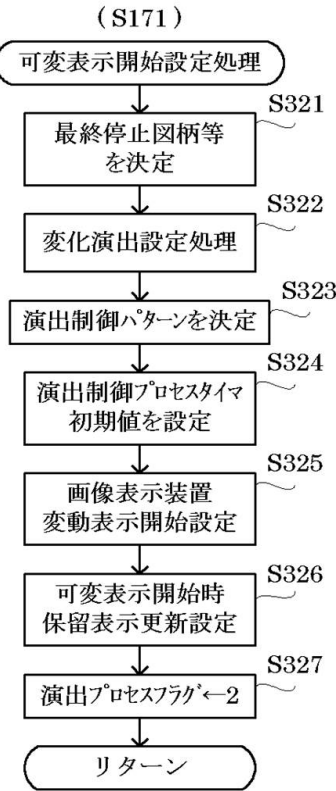 (S171)
可変表示開始設定処理
S321
最終停止図柄等
を決定
S322
変化演出設定処理
S323
演出制御ﾊﾟﾀｰﾝを決定
S324
演出制御ﾌﾟﾛｾｽﾀｲﾏ
初期値を設定
S325
画像表示装置
変動表示開始設定
S326
可変表示開始時
保留表示更新設定
S327
演出ﾌﾟﾛｾｽﾌﾗｸﾞ←2
リターン